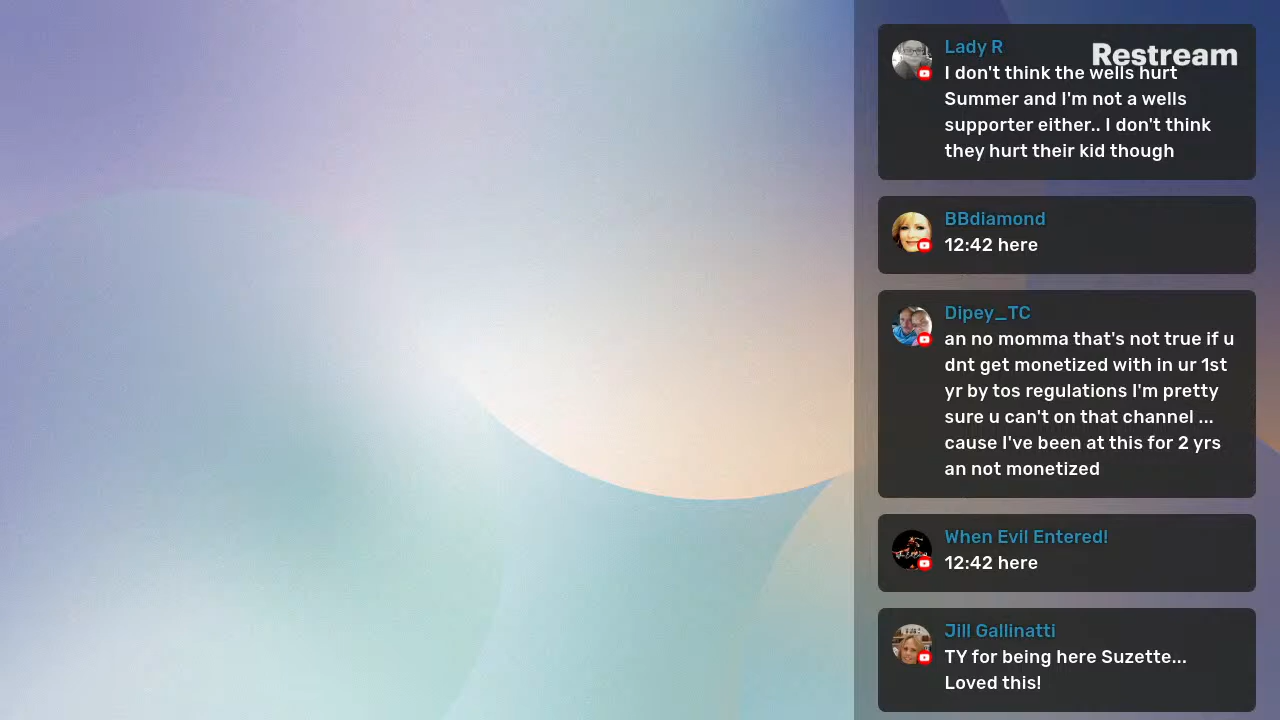 Restream
Lady R
I don't think the wells hurt
Summer and I'm not a wells
supporter either.. I don't think
they hurt their kid though
BBdiamond
12:42 here
Dipey_TC
an no momma that's not true if u
dnt get monetized with in ur 1st
yr by tos regulations I'm pretty
sure u can't on that channel ...
cause I've been at this for 2 yrs
an not monetized
When Evil Entered!
12:42 here
Jill Gallinatti
TY for being here Suzette...
Loved this!